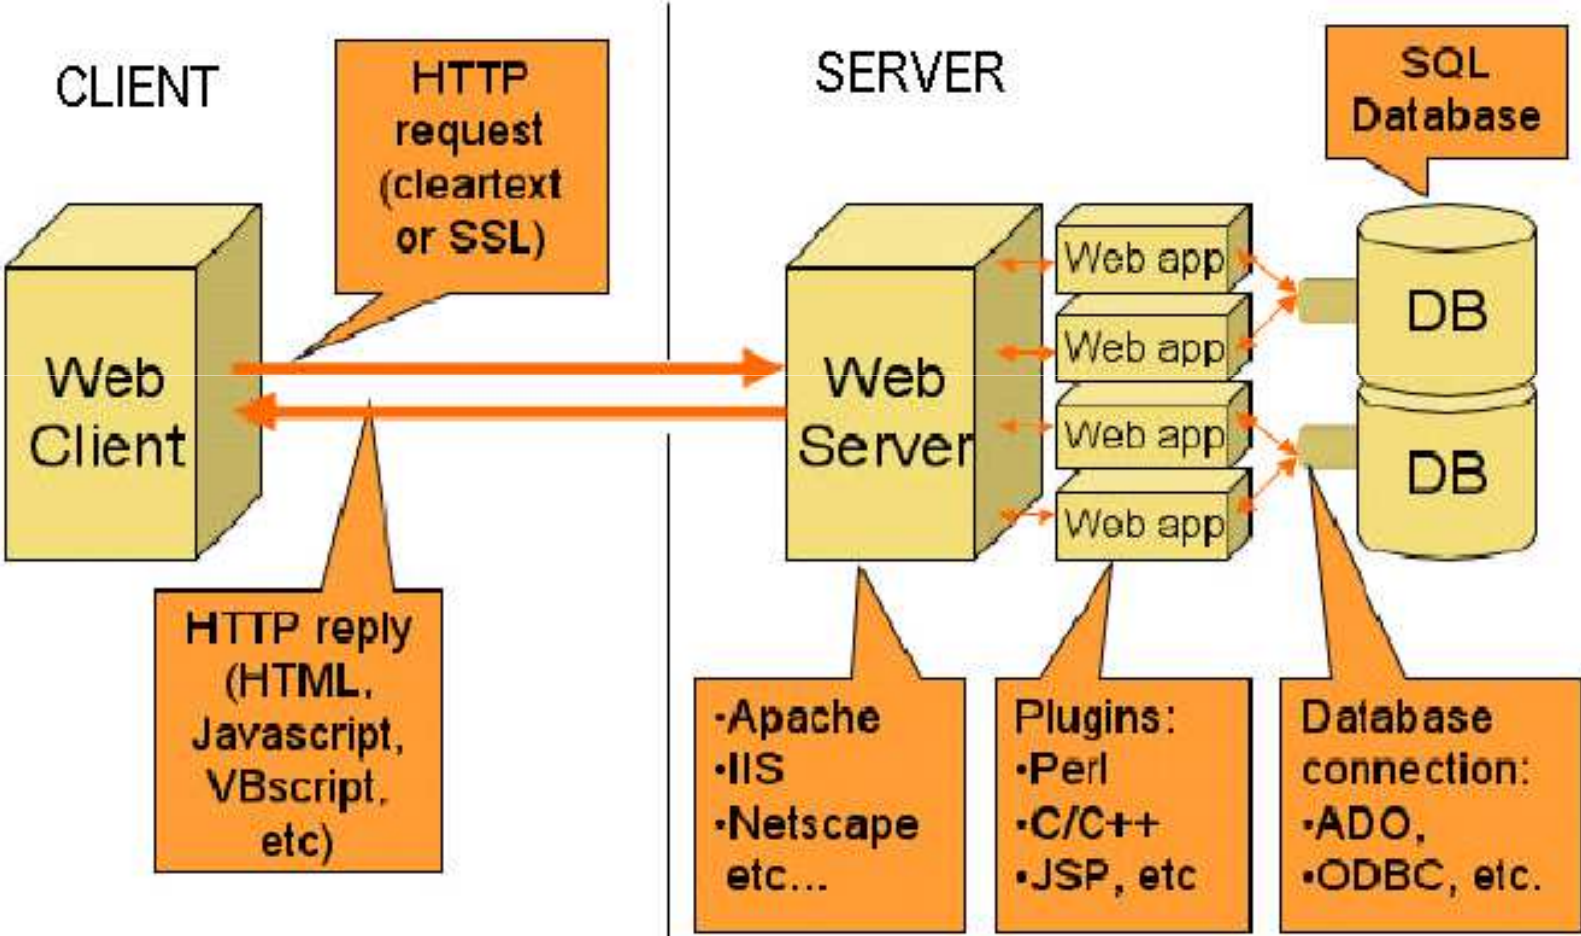 CLIENT
HTTP
request
(cleartext
or SSL)
SERVER
SQL
Database
Web
Client
Web
Server
Web app
Web app
Web app
Web app
DB
DB
HTTP reply
(HTML,
Javascript,
VBscript,
etc)
•Apache
•IIS
•Netscape
etc...
Plugins:
•Perl
•C/C++
•JSP, etc
Database
connection:
•ADO,
•ODBC, etc.